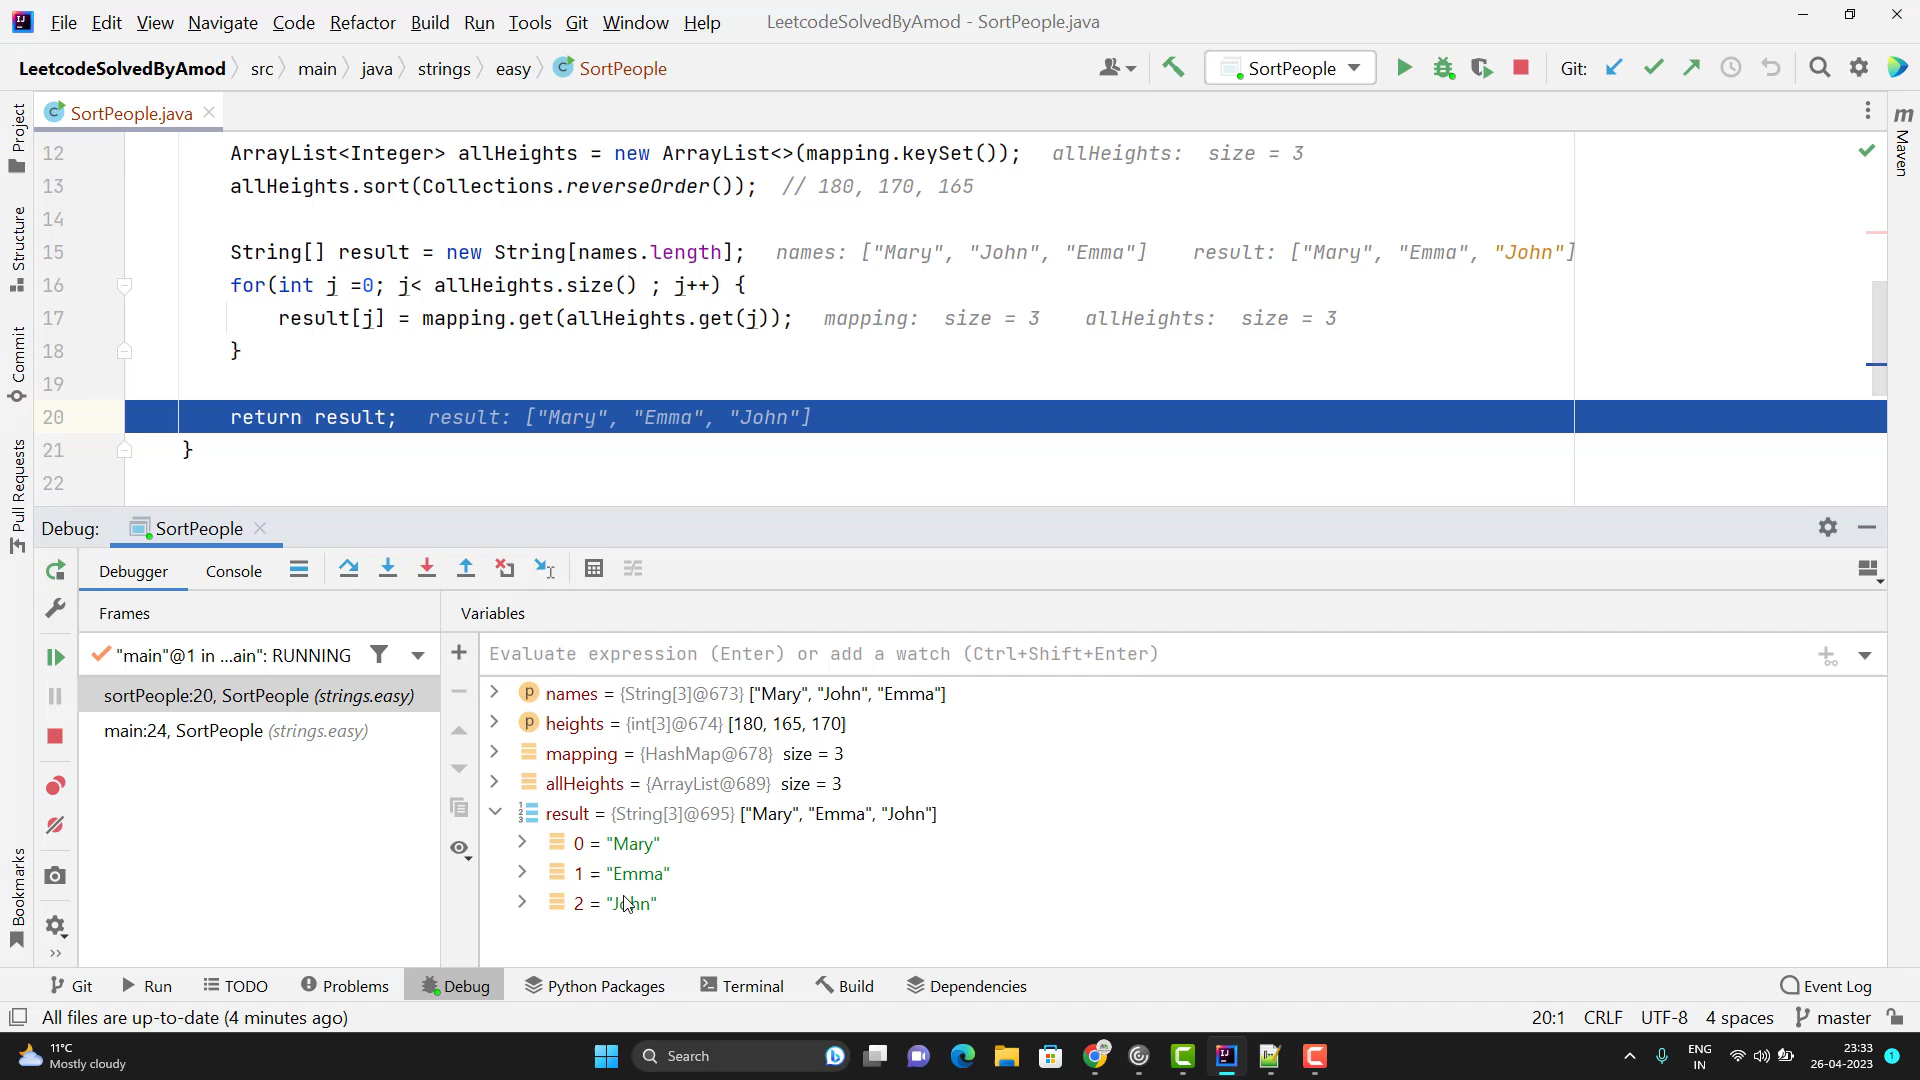 File Edit View Navigate Code Refactor Build Run Tools Git Window Help LeetcodeSolvedByAmod - SortPeople.java
LeetcodeSolvedByAmod src main java strings easy SortPeople SortPeople Git:
SortPeople.java
12 ArrayList<Integer> allHeights = new ArrayList<>(mapping.keySet()); allHeights: size = 3
13 allHeights.sort(Collections.reverseOrder()); // 180, 170, 165
14
15 String[] result = new String[names.length]; names: ["Mary", "John", "Emma"] result: ["Mary", "Emma", "John"]
16 for(int j =0; j< allHeights.size() ; j++) {
17 result[j] = mapping.get(allHeights.get(j)); mapping: size = 3 allHeights: size = 3
18 }
19
20 return result; result: ["Mary", "Emma", "John"]
21 }
22
Project
Structure
Commit
Pull Requests
Bookmarks
m Maven
Debug: SortPeople
Debugger Console
Frames Variables
"main"@1 in ...ain": RUNNING Evaluate expression (Enter) or add a watch (Ctrl+Shift+Enter)
sortPeople:20, SortPeople (strings.easy)
main:24, SortPeople (strings.easy)
names = {String[3]@673} ["Mary", "John", "Emma"]
heights = {int[3]@674} [180, 165, 170]
mapping = {HashMap@678} size = 3
allHeights = {ArrayList@689} size = 3
result = {String[3]@695} ["Mary", "Emma", "John"]
0 = "Mary"
1 = "Emma"
2 = "John"
Git Run TODO Problems Debug Python Packages Terminal Build Dependencies Event Log
All files are up-to-date (4 minutes ago) 20:1 CRLF UTF-8 4 spaces master
11°C
Mostly cloudy
Search
ENG
IN
23:33
26-04-2023
1